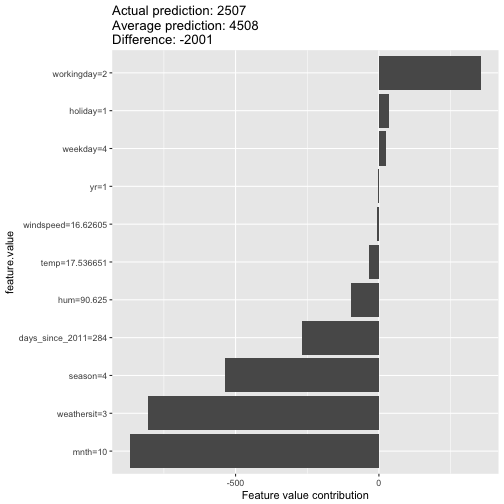 Actual prediction: 2507
Average prediction: 4508
Difference: -2001
workingday=2
holiday=1
weekday=4
yr=1
windspeed=16.62605
temp=17.536651
hum=90.625
days_since_2011=284
season=4
weathersit=3
mnth=10
feature.value
-500
0
Feature value contribution